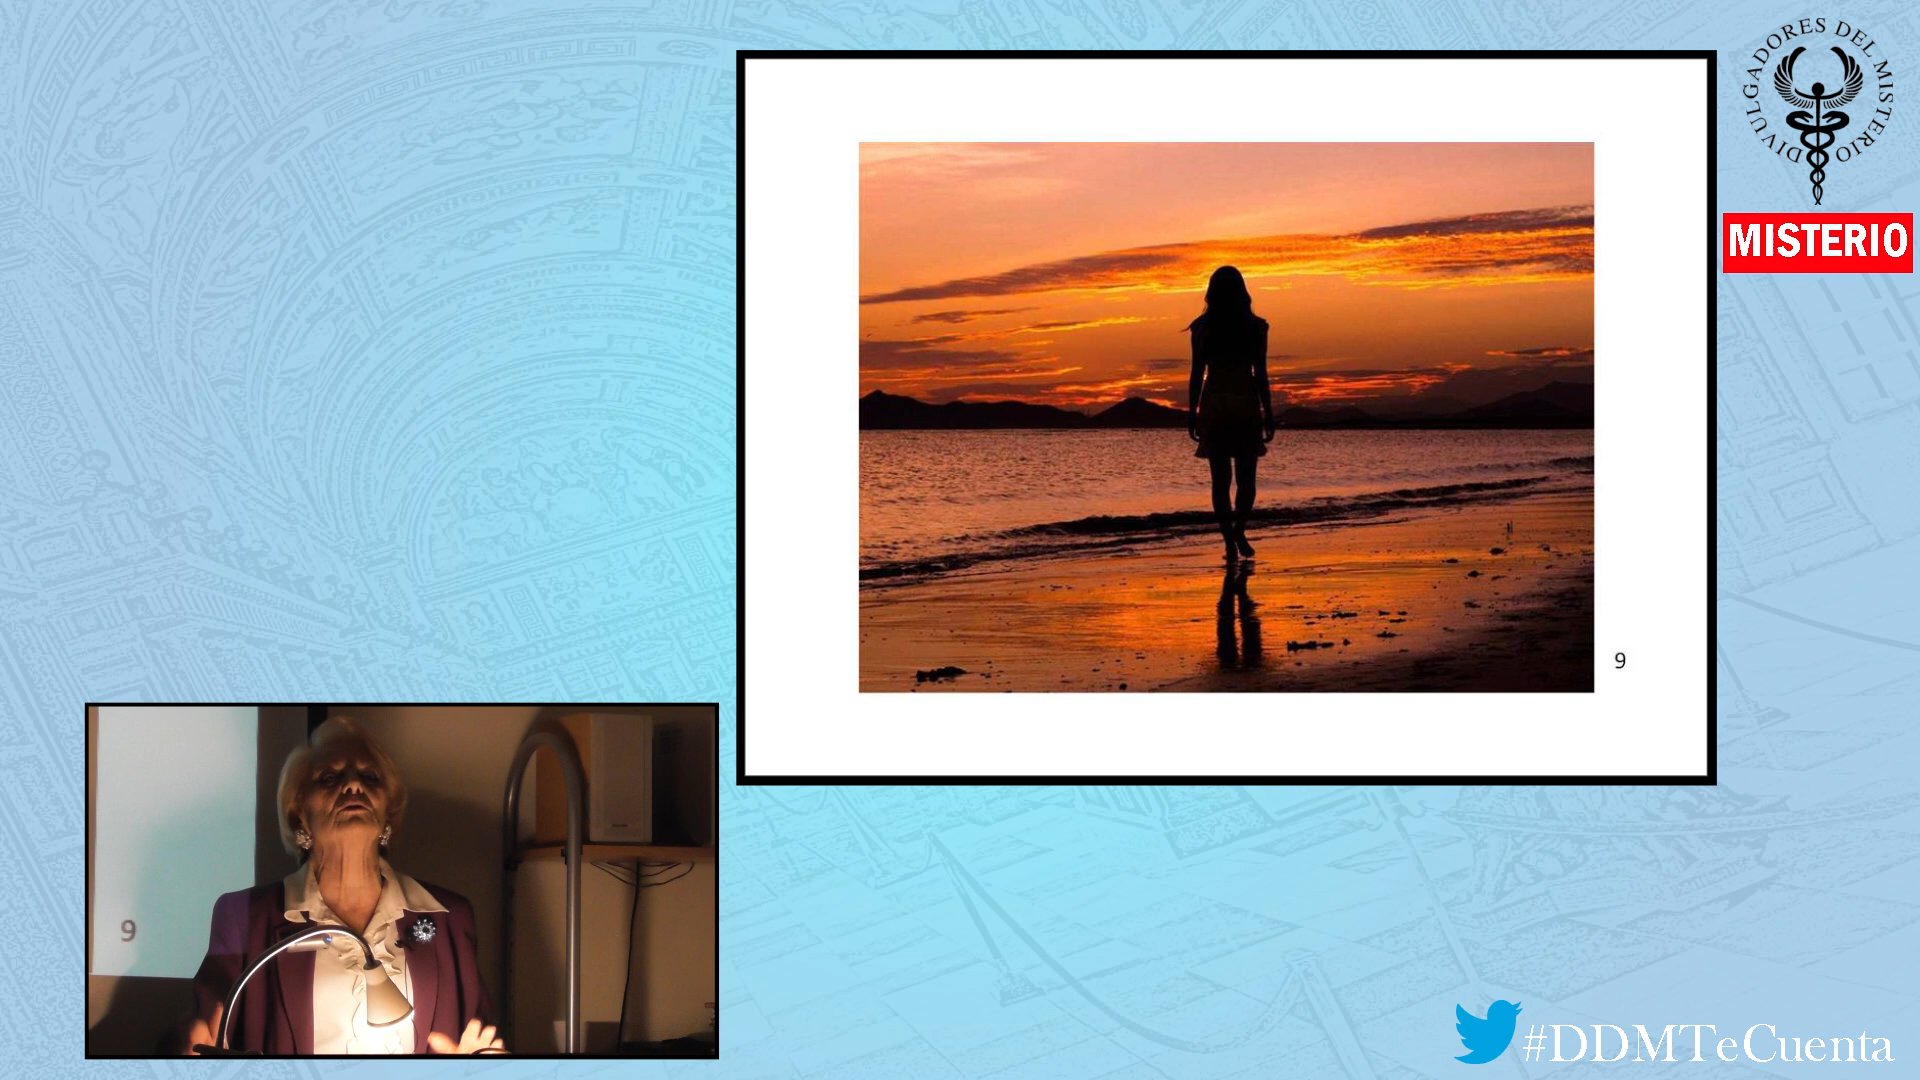 DIVULGADORES DEL MISTERIO
MISTERIO
9
9
#DDMTeCuenta